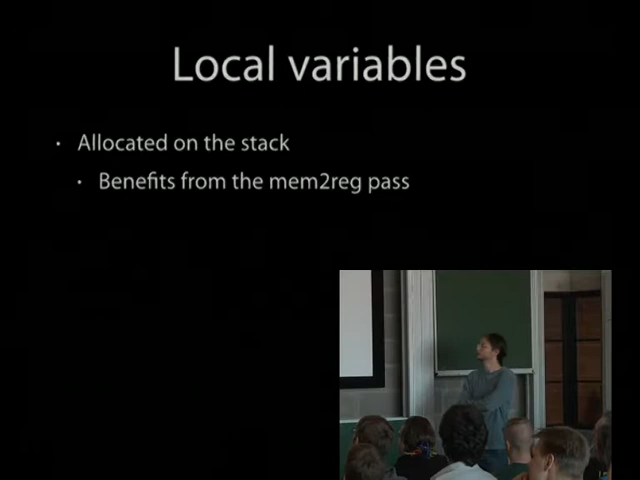 Local variables
• Allocated on the stack
• Benefits from the mem2reg pass